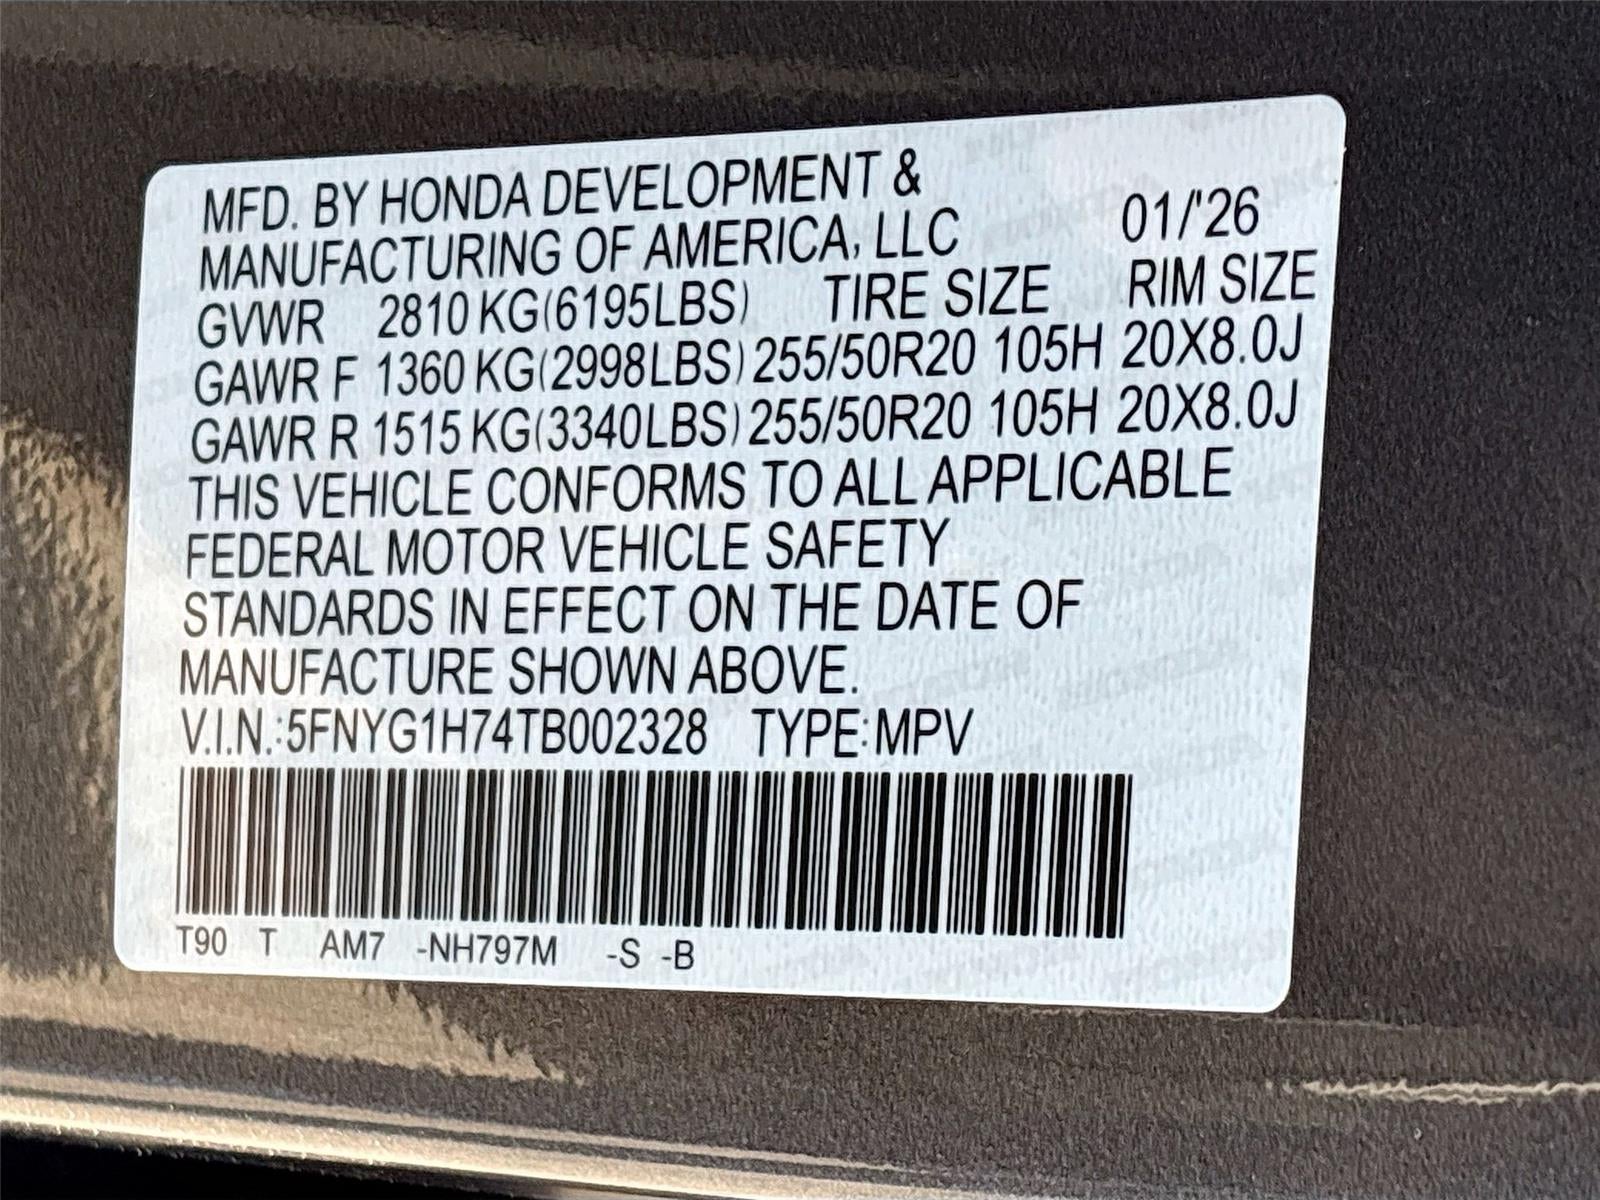 MFD. BY HONDA DEVELOPMENT &
MANUFACTURING OF AMERICA, LLC 01/'26
GVWR 2810 KG(6195LBS) TIRE SIZE RIM SIZE
GAWR F 1360 KG(2998LBS) 255/50R20 105H 20X8.0J
GAWR R 1515 KG(3340LBS) 255/50R20 105H 20X8.0J
THIS VEHICLE CONFORMS TO ALL APPLICABLE
FEDERAL MOTOR VEHICLE SAFETY
STANDARDS IN EFFECT ON THE DATE OF
MANUFACTURE SHOWN ABOVE.
V.I.N.:5FNYG1H74TB002328 TYPE:MPV
T90 T AM7 -NH797M -S -B